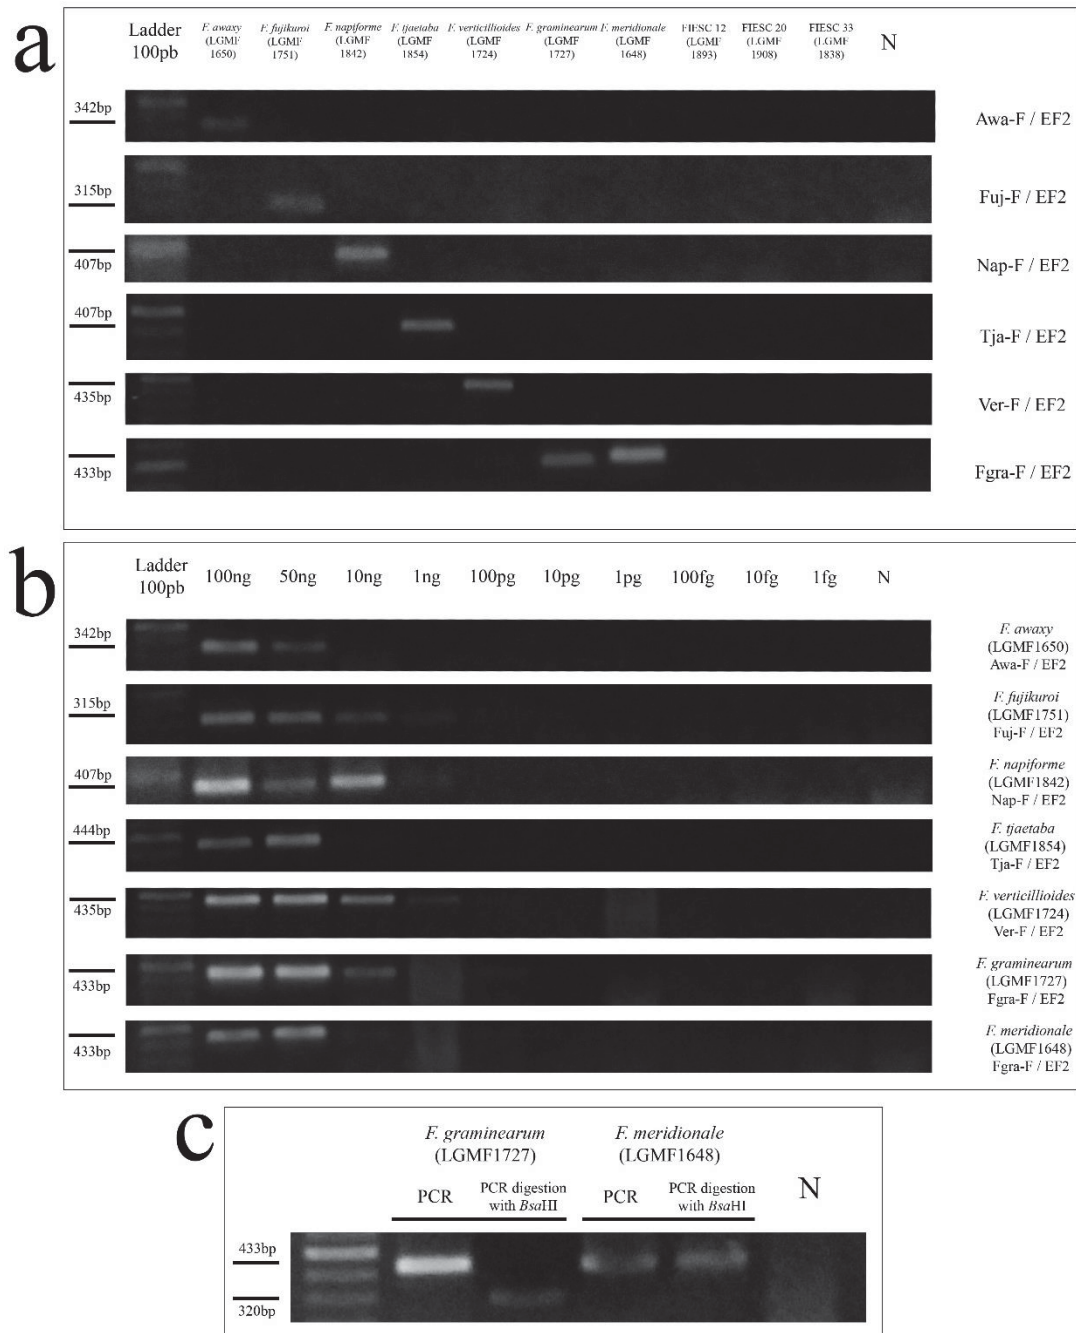 a
Ladder
100pb
F. awaxy
(LGMF
1650)
F. fujikuroi
(LGMF
1751)
F. napiforme
(LGMF
1842)
F. tjaetaba
(LGMF
1854)
F. verticillioides
(LGMF
1724)
F. graminearum
(LGMF
1727)
F. meridionale
(LGMF
1648)
FIESC 12
(LGMF
1893)
FIESC 20
(LGMF
1908)
FIESC 33
(LGMF
1838)
N
342bp
Awa-F / EF2
315bp
Fuj-F / EF2
407bp
Nap-F / EF2
407bp
Tja-F / EF2
435bp
Ver-F / EF2
433bp
Fgra-F / EF2
b
Ladder
100pb
100ng
50ng
10ng
1ng
100pg
10pg
1pg
100fg
10fg
1fg
N
342bp
F. awaxy
(LGMF1650)
Awa-F / EF2
315bp
F. fujikuroi
(LGMF1751)
Fuj-F / EF2
407bp
F. napiforme
(LGMF1842)
Nap-F / EF2
444bp
F. tjaetaba
(LGMF1854)
Tja-F / EF2
435bp
F. verticillioides
(LGMF1724)
Ver-F / EF2
433bp
F. graminearum
(LGMF1727)
Fgra-F / EF2
433bp
F. meridionale
(LGMF1648)
Fgra-F / EF2
c
F. graminearum
(LGMF1727)
F. meridionale
(LGMF1648)
PCR
PCR digestion
with BsaHI
PCR
PCR digestion
with BsaHI
N
433bp
320bp